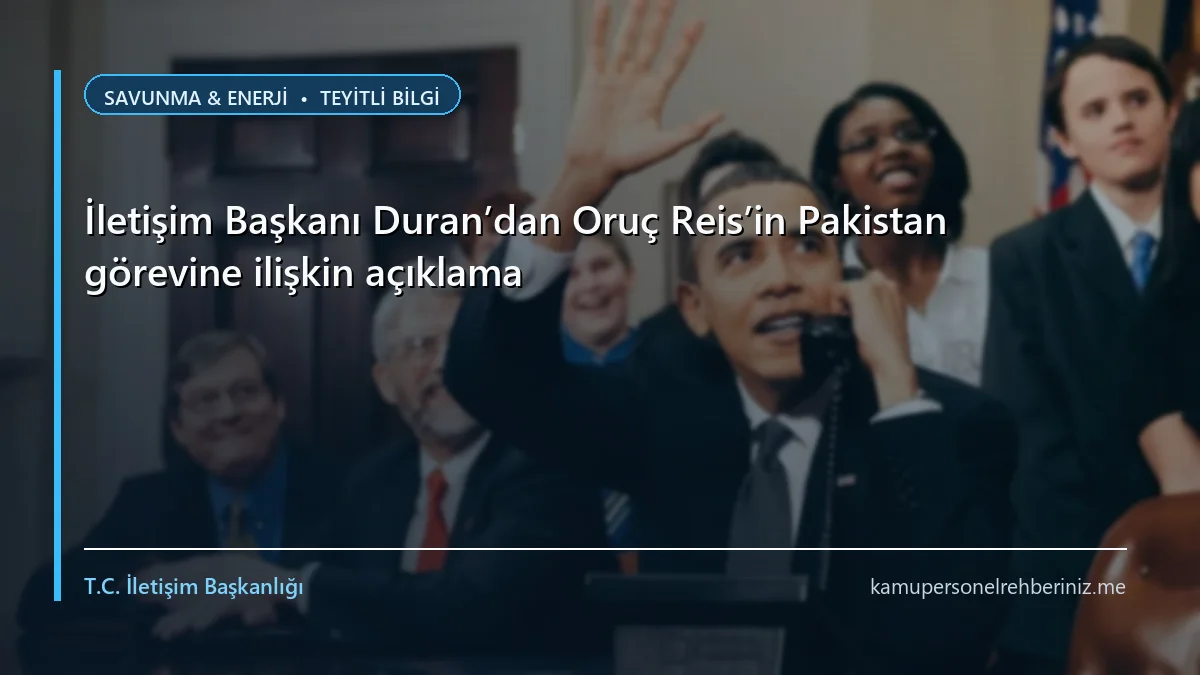 SAVUNMA & ENERJİ • TEYİTLİ BİLGİ
İletişim Başkanı Duran’dan Oruç Reis’in Pakistan
görevine ilişkin açıklama
T.C. İletişim Başkanlığı
kamupersonelrehberiniz.me